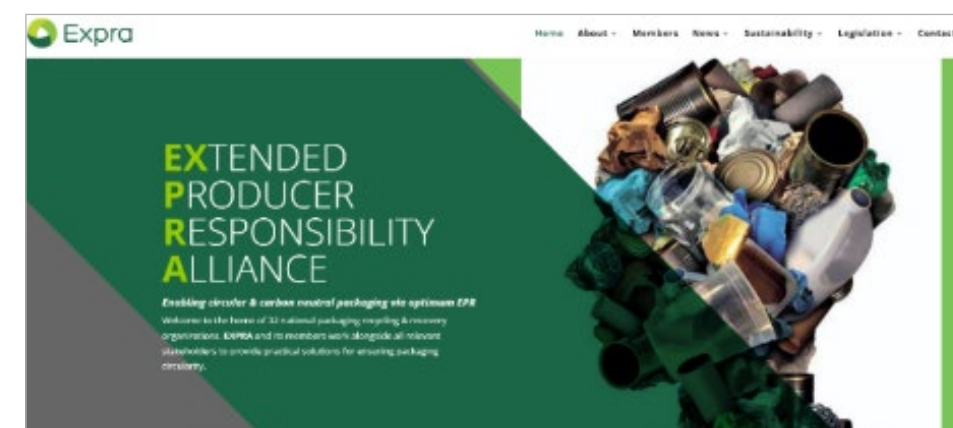 Expra
Home About Members News Sustainability Legislation Contact
EXTENDED
PRODUCER
RESPONSIBILITY
ALLIANCE
Enabling circular & carbon neutral packaging via optimum EPR
Welcome to the home of 32 national packaging recycling & recovery
organisations. EXPRA and its members work alongside all relevant
stakeholders to provide practical solutions for ensuring packaging
circularity.